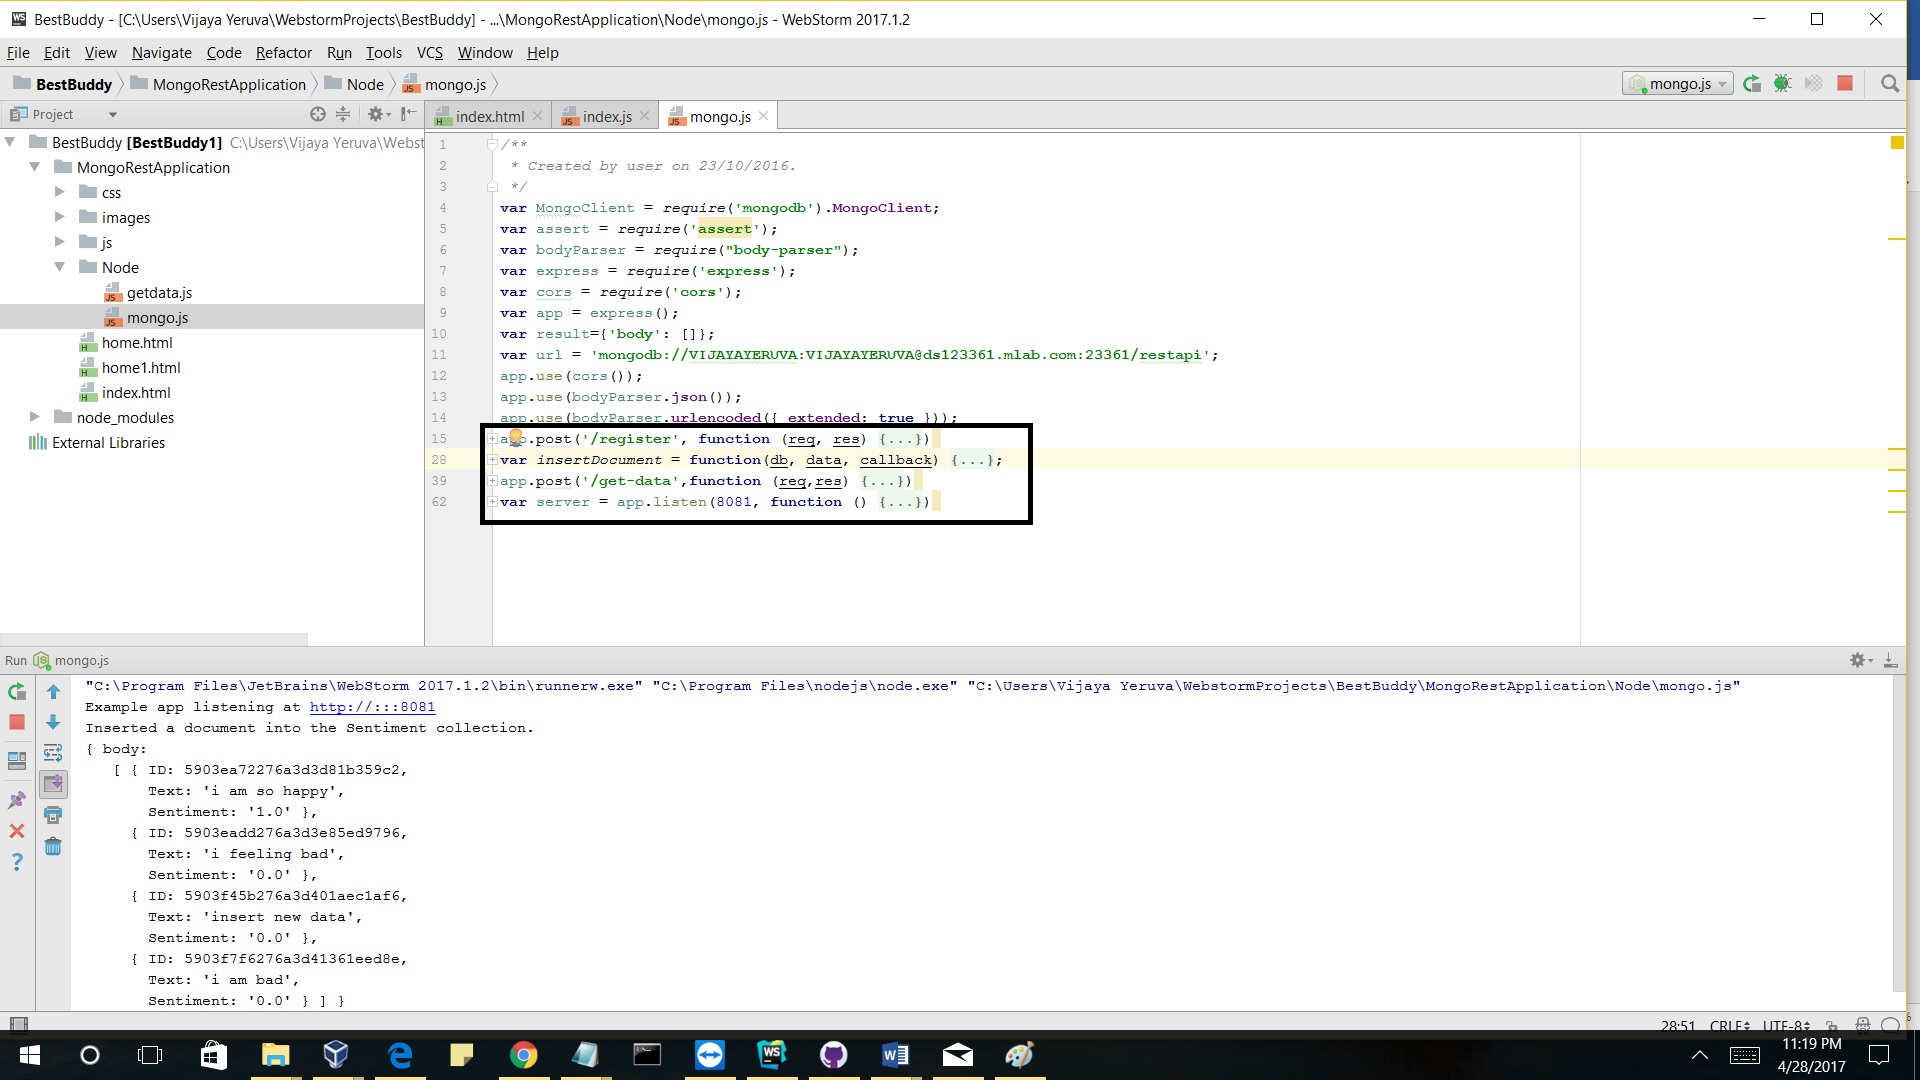 BestBuddy - [C:\Users\Vijaya Yeruva\WebstormProjects\BestBuddy] - ...\MongoRestApplication\Node\mongo.js - WebStorm 2017.1.2
File Edit View Navigate Code Refactor Run Tools VCS Window Help
BestBuddy MongoRestApplication Node mongo.js
mongo.js
Project
index.html index.js mongo.js
BestBuddy [BestBuddy1] C:\Users\Vijaya Yeruva\Webst
MongoRestApplication
css
images
js
Node
getdata.js
mongo.js
home.html
home1.html
index.html
node_modules
External Libraries
1 /**
2 * Created by user on 23/10/2016.
3 */
4 var MongoClient = require('mongodb').MongoClient;
5 var assert = require('assert');
6 var bodyParser = require("body-parser");
7 var express = require('express');
8 var cors = require('cors');
9 var app = express();
10 var result={'body': []};
11 var url = 'mongodb://VIJAYAYERUVA:VIJAYAYERUVA@ds123361.mlab.com:23361/restapi';
12 app.use(cors());
13 app.use(bodyParser.json());
14 app.use(bodyParser.urlencoded({ extended: true }));
15 app.post('/register', function (req, res) {...})
28 var insertDocument = function(db, data, callback) {...};
39 app.post('/get-data',function (req,res) {...})
62 var server = app.listen(8081, function () {...})
Run mongo.js
"C:\Program Files\JetBrains\WebStorm 2017.1.2\bin\runnerw.exe" "C:\Program Files\nodejs\node.exe" "C:\Users\Vijaya Yeruva\WebstormProjects\BestBuddy\MongoRestApplication\Node\mongo.js"
Example app listening at http://:::8081
Inserted a document into the Sentiment collection.
{ body:
[ { ID: 5903ea72276a3d3d81b359c2,
Text: 'i am so happy',
Sentiment: '1.0' },
{ ID: 5903eadd276a3d3e85ed9796,
Text: 'i feeling bad',
Sentiment: '0.0' },
{ ID: 5903f45b276a3d401aec1af6,
Text: 'insert new data',
Sentiment: '0.0' },
{ ID: 5903f7f6276a3d41361eed8e,
Text: 'i am bad',
Sentiment: '0.0' } ] }
28:51 CRLF UTF-8
11:19 PM
4/28/2017